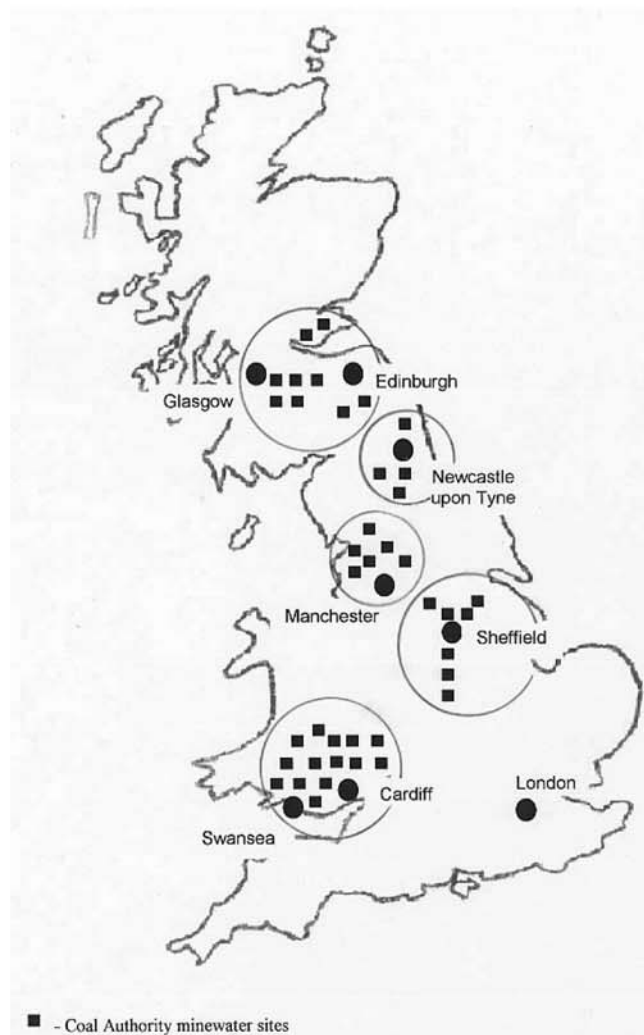 Edinburgh
Glasgow
Newcastle
upon Tyne
Manchester
Sheffield
London
Cardiff
Swansea
- Coal Authority minewater sites